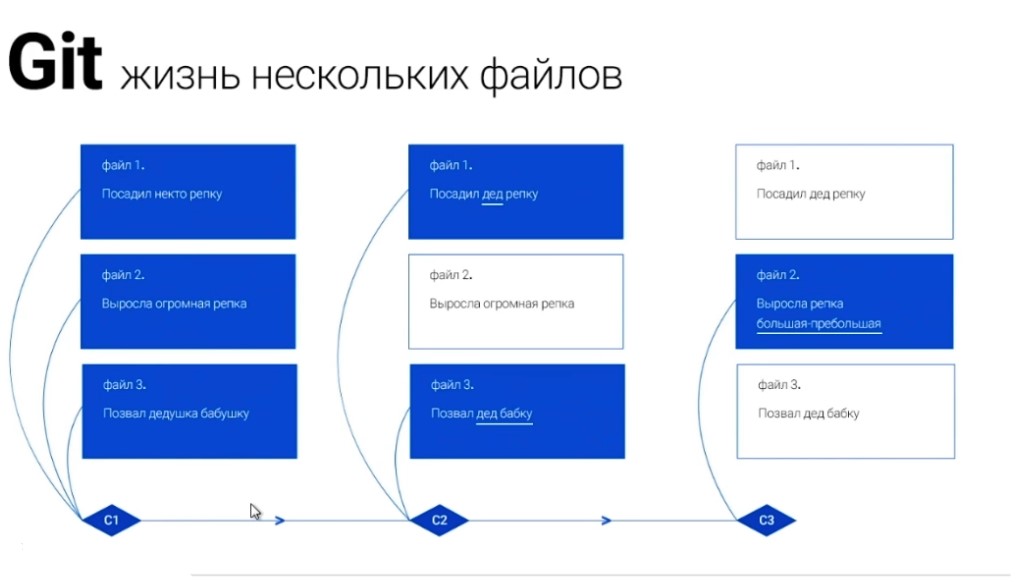 Git жизнь нескольких файлов
файл 1.
Посадил некто репку
файл 2.
Выросла огромная репка
файл 3.
Позвал дедушка бабушку
файл 1.
Посадил дед репку
файл 2.
Выросла огромная репка
файл 3.
Позвал дед бабку
файл 1.
Посадил дед репку
файл 2.
Выросла репка
большая-пребольшая
файл 3.
Позвал дед бабку
C1
C2
C3